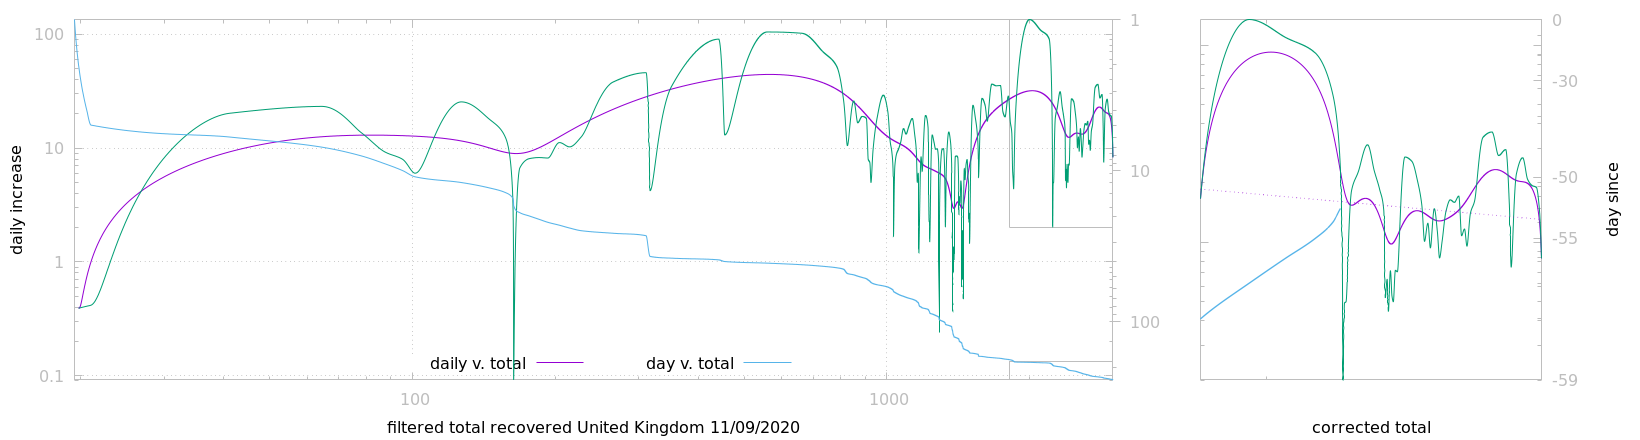 100
10
1
0.1
daily increase
daily v. total
day v. total
100
1000
filtered total recovered United Kingdom 11/09/2020
1
10
100
0
-30
-50
-55
-59
day since
corrected total